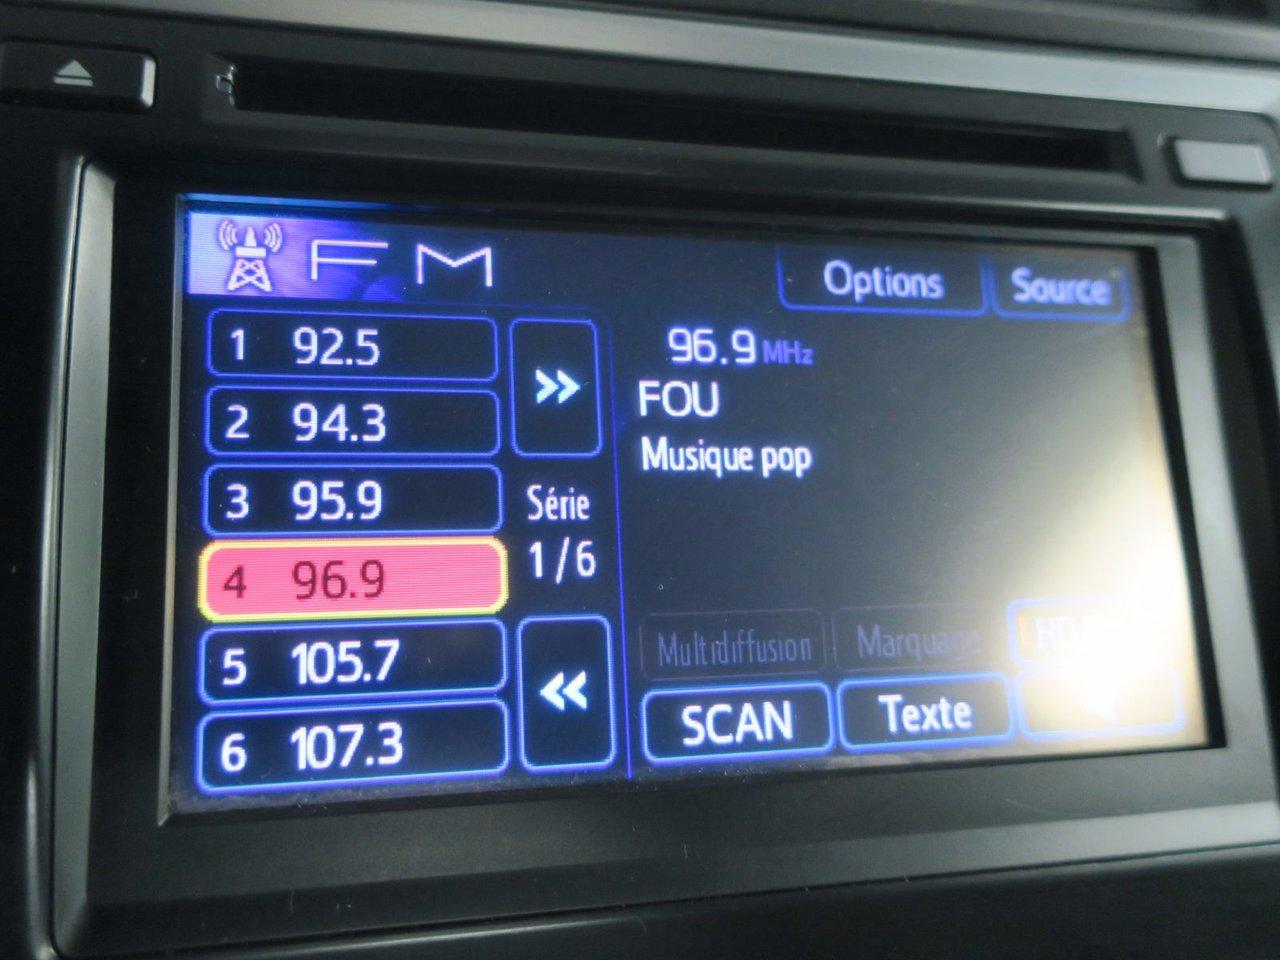 FM
Options
Source
1 92.5
2 94.3
3 95.9
4 96.9
5 105.7
6 107.3
>>
Série
1/6
<<
96.9 MHz
FOU
Musique pop
Multidiffusion
Marquage
HD
SCAN
Texte